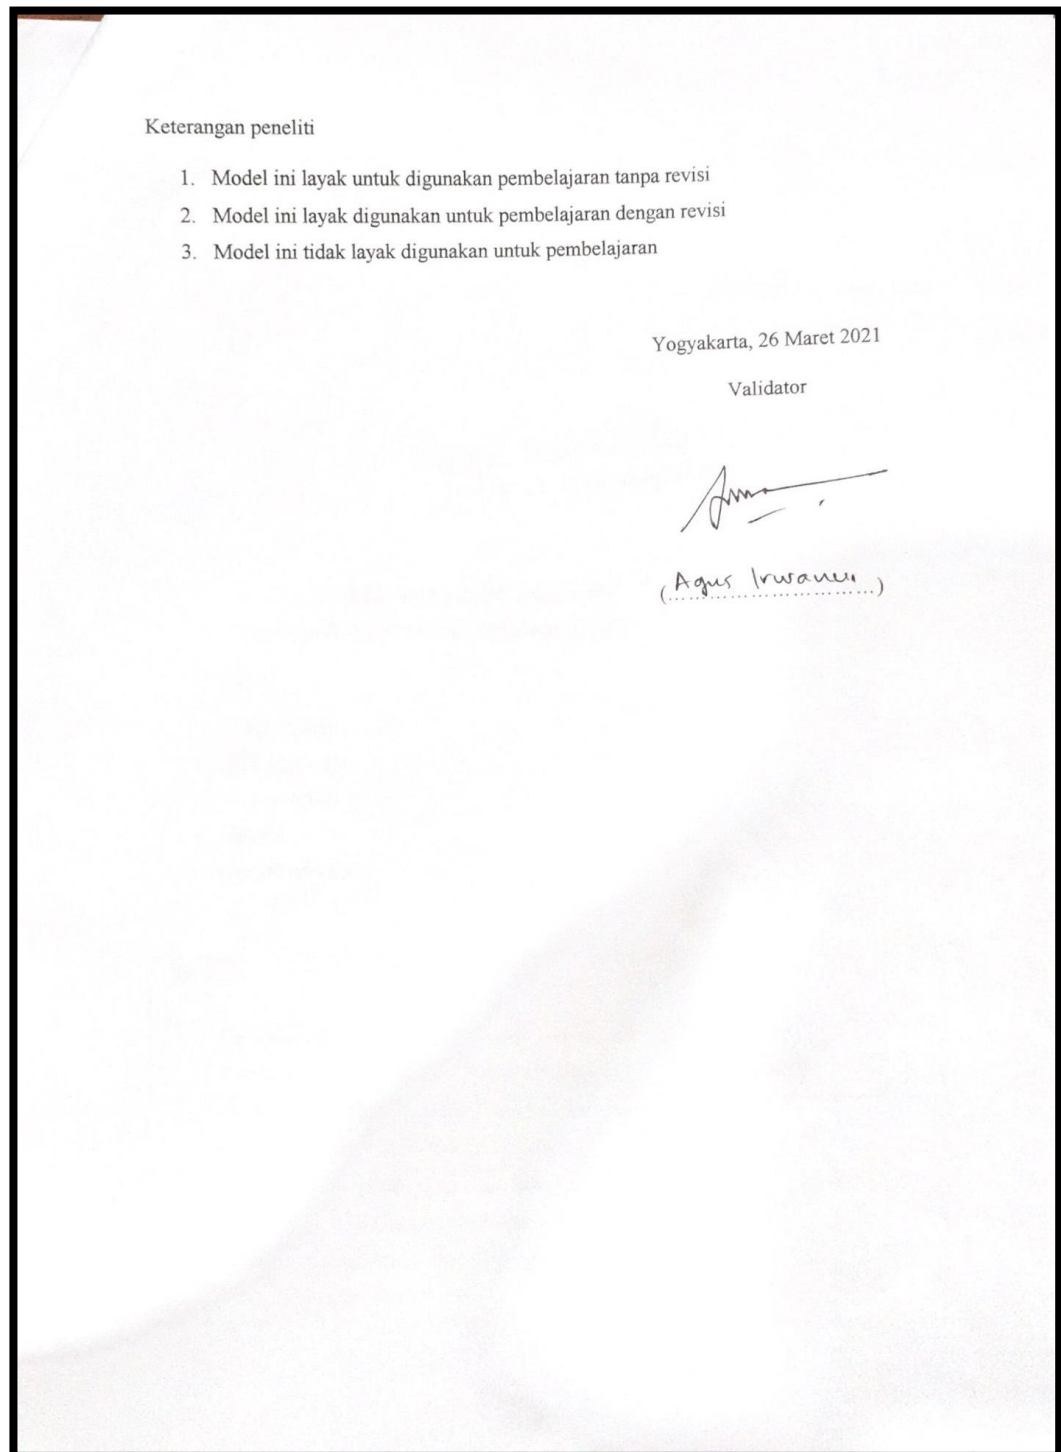 Keterangan peneliti
1. Model ini layak untuk digunakan pembelajaran tanpa revisi
2. Model ini layak digunakan untuk pembelajaran dengan revisi
3. Model ini tidak layak digunakan untuk pembelajaran
Yogyakarta, 26 Maret 2021
Validator
(Agus